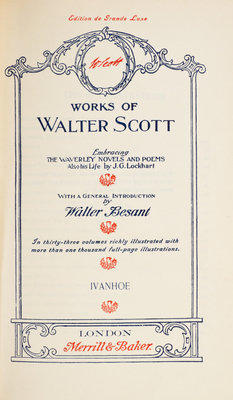 Edition de Grande Luxe
WScott
WORKS OF
WALTER SCOTT
Embracing
THE WAVERLEY NOVELS AND POEMS
Also his Life by J. G. Lockhart
WITH A GENERAL INTRODUCTION
by
Walter Besant
In thirty-three volumes richly illustrated with
more than one thousand full-page illustrations.
IVANHOE
LONDON
Merrill & Baker.